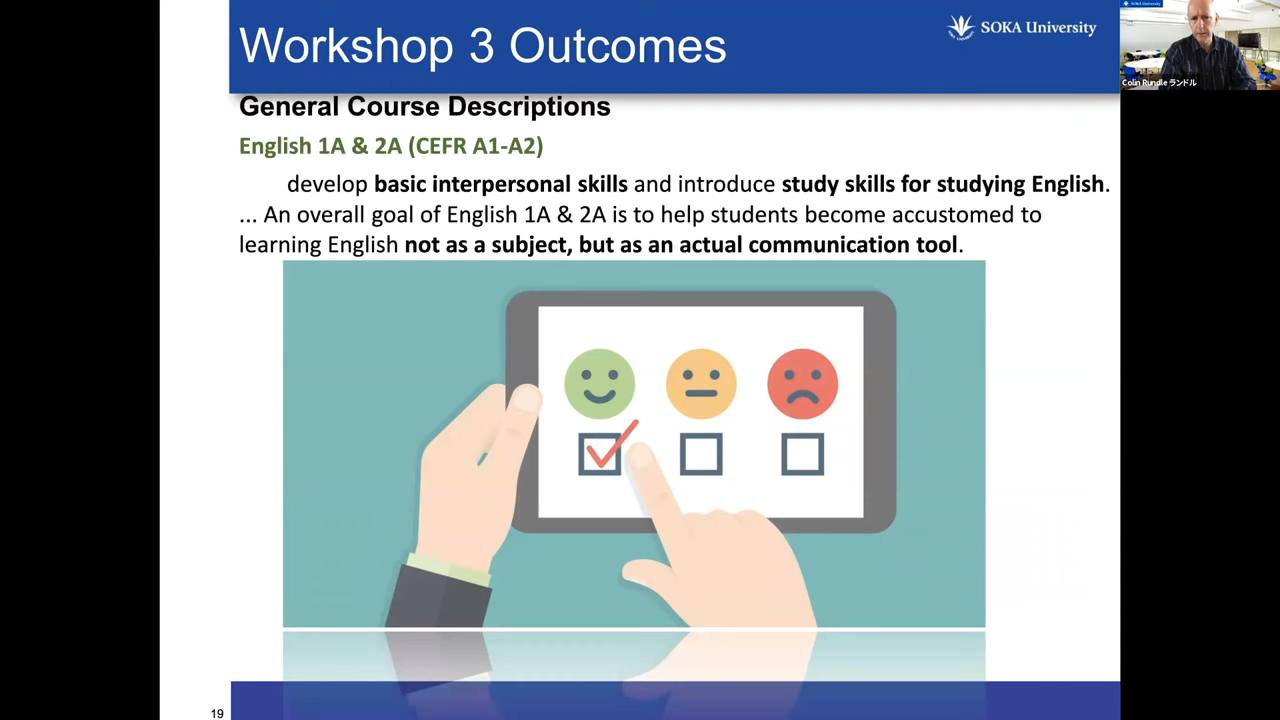 Workshop 3 Outcomes
SOKA University
SOKA University
Colin Rundle ランドル
General Course Descriptions
English 1A & 2A (CEFR A1-A2)
develop basic interpersonal skills and introduce study skills for studying English.
... An overall goal of English 1A & 2A is to help students become accustomed to
learning English not as a subject, but as an actual communication tool.
19